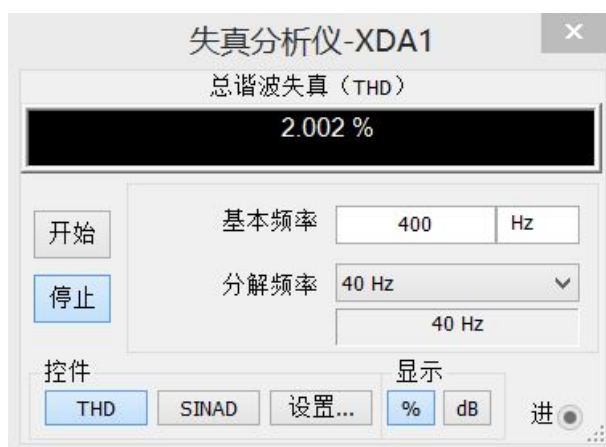 失真分析仪-XDA1
总谐波失真（THD）
2.002 %
开始
基本频率 400 Hz
停止
分解频率 40 Hz
40 Hz
控件
显示
THD SINAD 设置... % dB 进